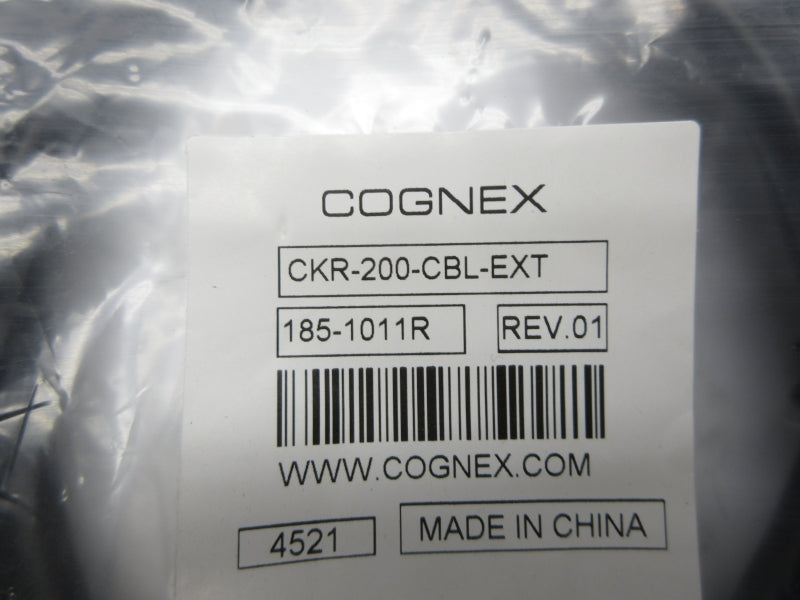 COGNEX
CKR-200-CBL-EXT
185-1011R REV.01
WWW.COGNEX.COM
4521 MADE IN CHINA